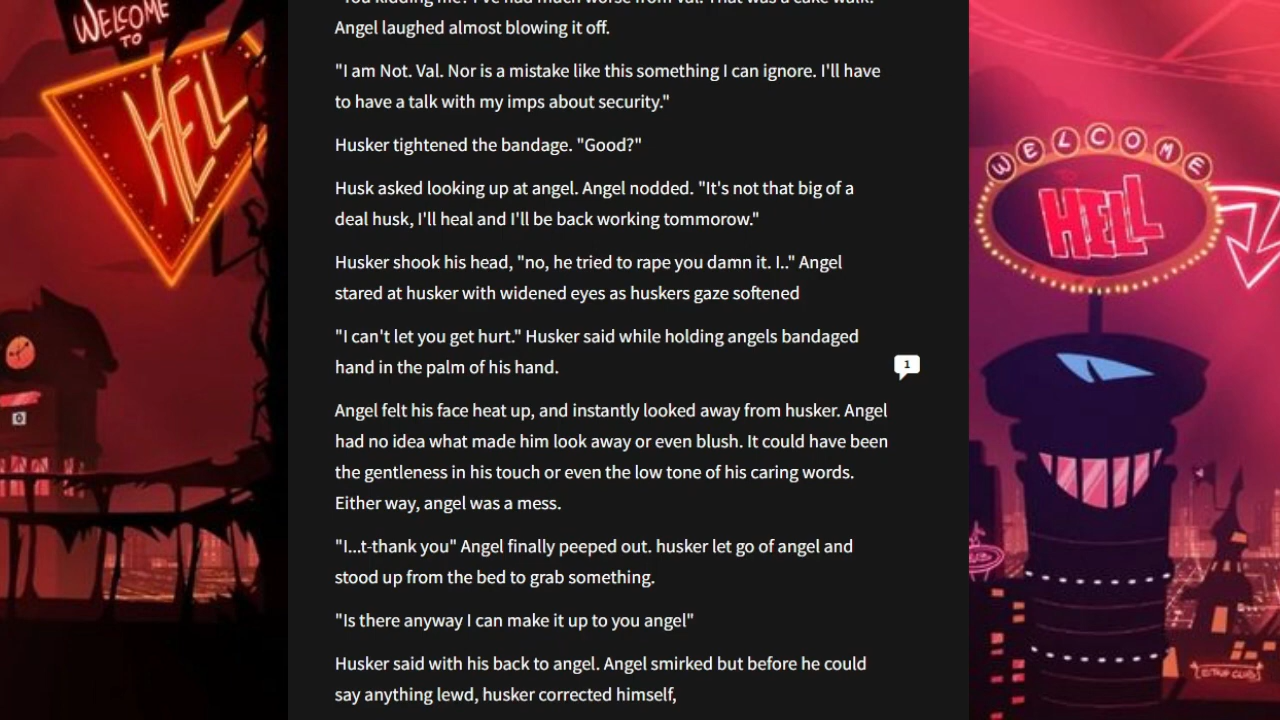 "You kidding me? I've had much worse from Val. That was a cake walk."
Angel laughed almost blowing it off.
"I am Not. Val. Nor is a mistake like this something I can ignore. I'll have
to have a talk with my imps about security."
Husker tightened the bandage. "Good?"
Husk asked looking up at angel. Angel nodded. "It's not that big of a
deal husk, I'll heal and I'll be back working tommorow."
Husker shook his head, "no, he tried to rape you damn it. I.." Angel
stared at husker with widened eyes as huskers gaze softened
"I can't let you get hurt." Husker said while holding angels bandaged
hand in the palm of his hand.
1
Angel felt his face heat up, and instantly looked away from husker. Angel
had no idea what made him look away or even blush. It could have been
the gentleness in his touch or even the low tone of his caring words.
Either way, angel was a mess.
"I...t-thank you" Angel finally peeped out. husker let go of angel and
stood up from the bed to grab something.
"Is there anyway I can make it up to you angel"
Husker said with his back to angel. Angel smirked but before he could
say anything lewd, husker corrected himself,
WELCOME
TO
HELL
WELCOME
HELL